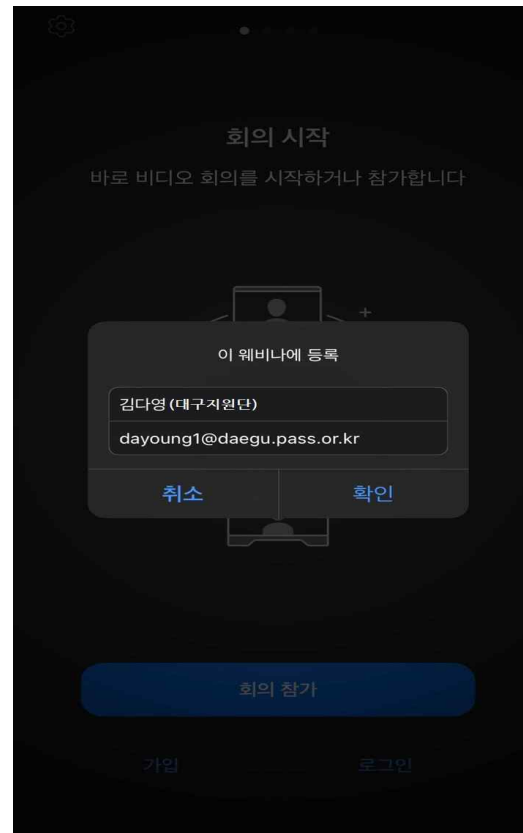 회의 시작
바로 비디오 회의를 시작하거나 참가합니다
이 웨비나에 등록
김다영(대구지원단)
dayoung1@daegu.pass.or.kr
취소 확인
회의 참가
가입 로그인